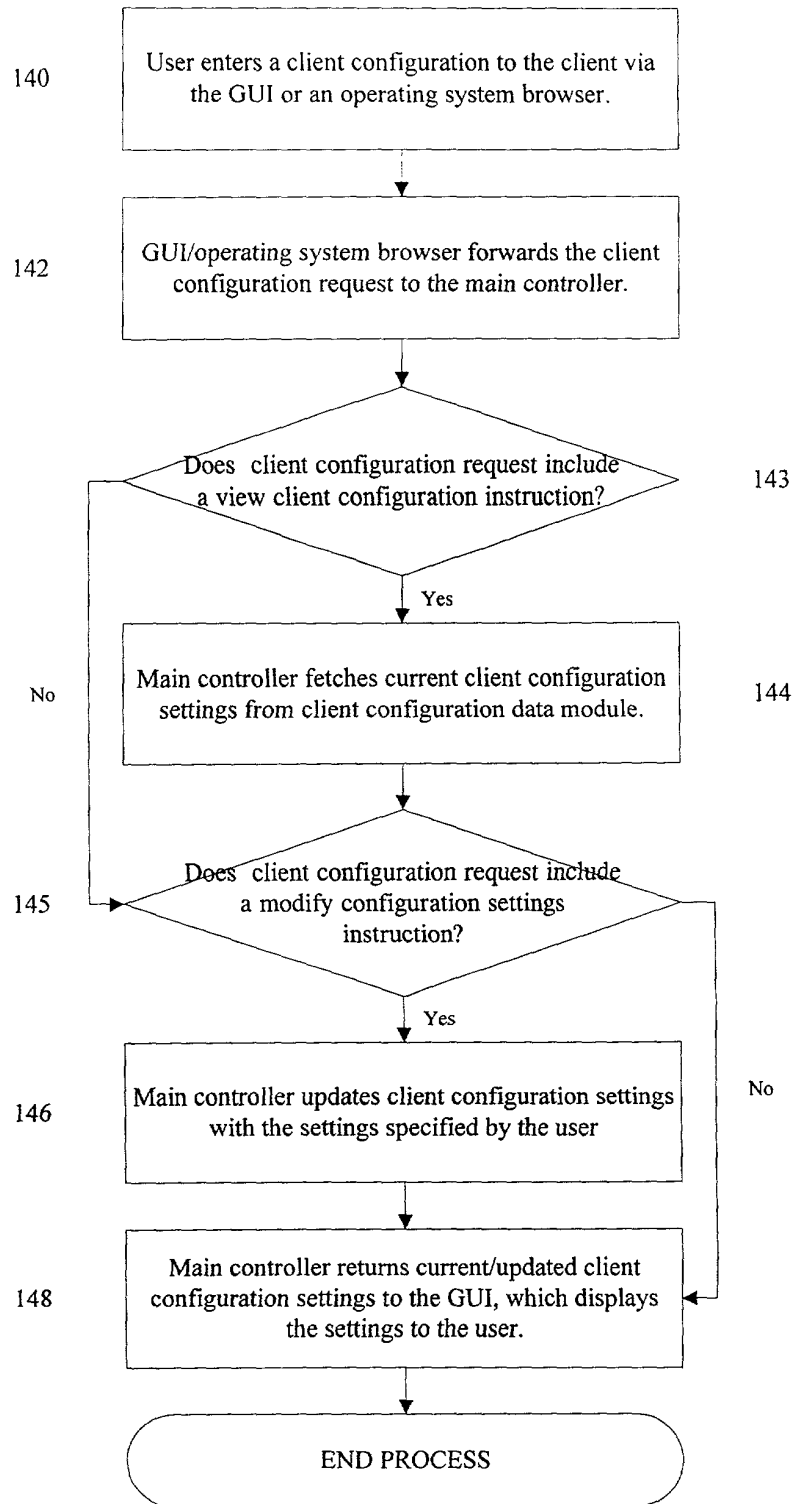 140
User enters a client configuration to the client via
the GUI or an operating system browser.
142
GUI/operating system browser forwards the client
configuration request to the main controller.
Does client configuration request include
a view client configuration instruction?
143
Yes
No
Main controller fetches current client configuration
settings from client configuration data module.
144
145
Does client configuration request include
a modify configuration settings
instruction?
Yes
No
146
Main controller updates client configuration settings
with the settings specified by the user
148
Main controller returns current/updated client
configuration settings to the GUI, which displays
the settings to the user.
END PROCESS